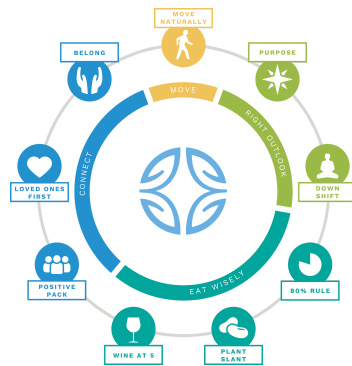 MOVE
NATURALLY
BELONG
PURPOSE
MOVE
RIGHT OUTLOOK
CONNECT
LOVED ONES
FIRST
DOWN
SHIFT
POSITIVE
PACK
80% RULE
EAT WISELY
WINE AT 5
PLANT
SLANT